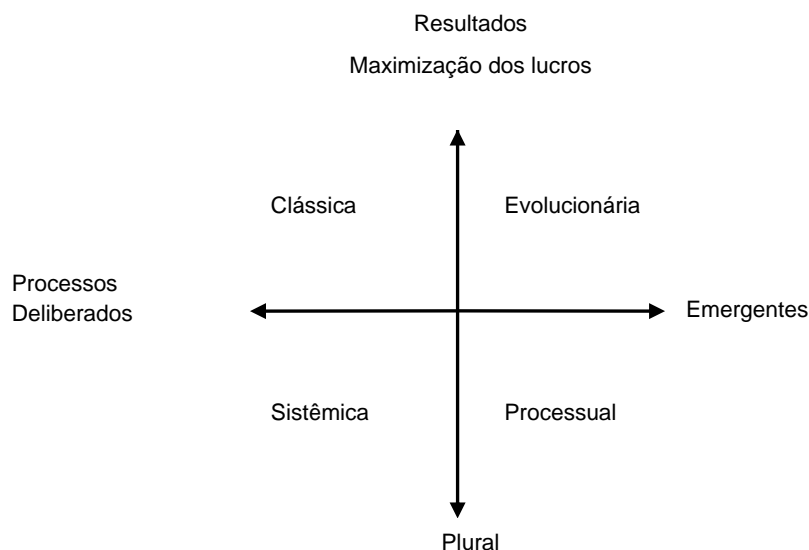 Resultados
Maximização dos lucros
Clássica
Evolucionária
Processos
Deliberados
Emergentes
Sistêmica
Processual
Plural